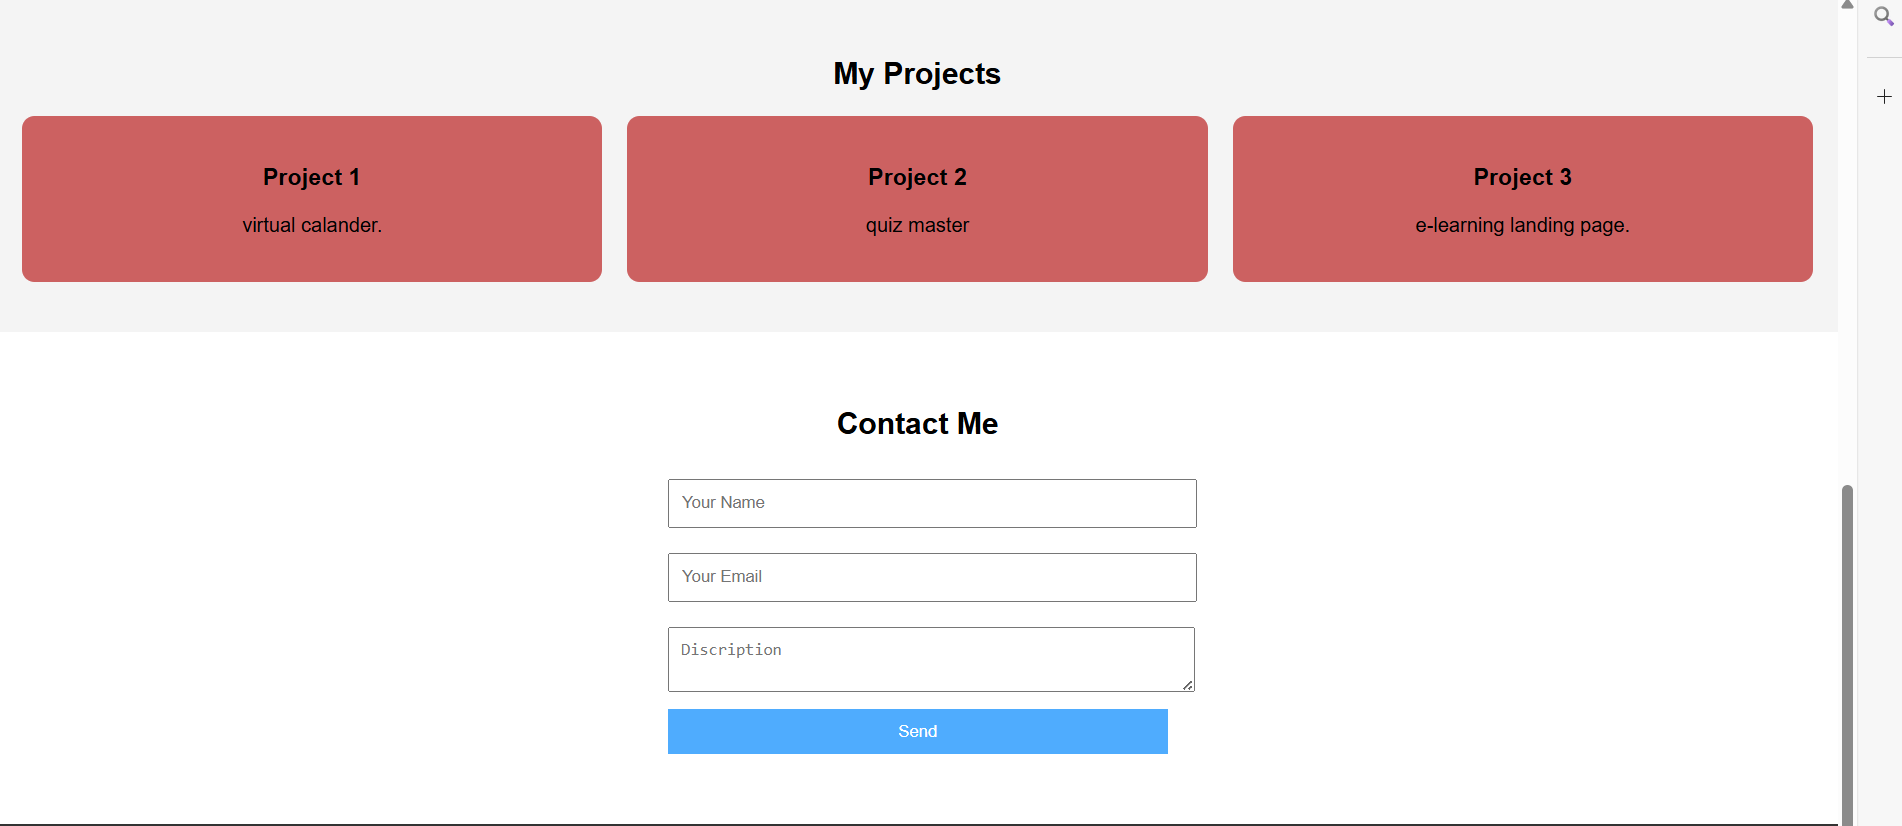 My Projects
Project 1
virtual calander.
Project 2
quiz master
Project 3
e-learning landing page.
Contact Me
Your Name
Your Email
Discription
Send